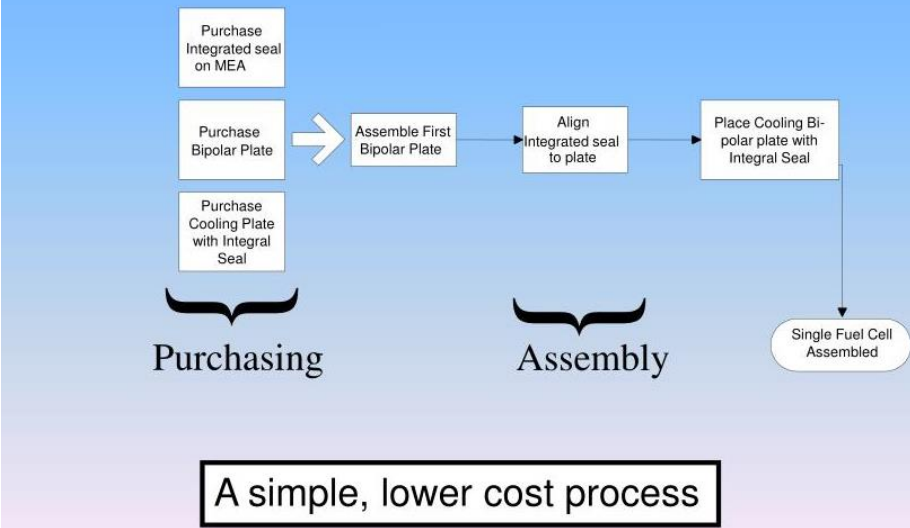 Purchase
Integrated seal
on MEA
Purchase
Bipolar Plate
Purchase
Cooling Plate
with Integral
Seal
Assemble First
Bipolar Plate
Align
Integrated seal
to plate
Place Cooling Bi-
polar plate with
Integral Seal
Single Fuel Cell
Assembled
Purchasing
Assembly
A simple, lower cost process